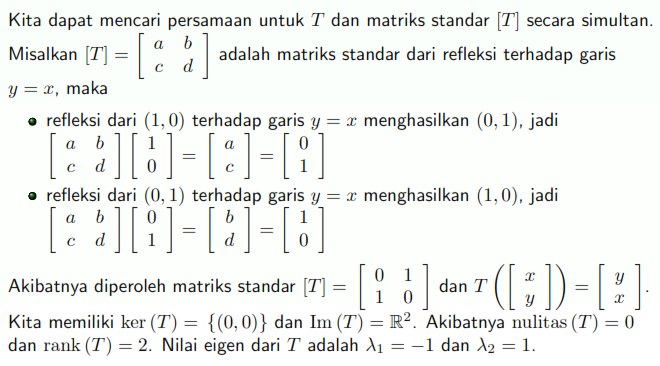 Kita dapat mencari persamaan untuk T dan matriks standar [T] secara simultan.
Misalkan [T] = [ a b ; c d ] adalah matriks standar dari refleksi terhadap garis
y = x, maka
• refleksi dari (1, 0) terhadap garis y = x menghasilkan (0, 1), jadi
[ a b ; c d ] [ 1 ; 0 ] = [ a ; c ] = [ 0 ; 1 ]
• refleksi dari (0, 1) terhadap garis y = x menghasilkan (1, 0), jadi
[ a b ; c d ] [ 0 ; 1 ] = [ b ; d ] = [ 1 ; 0 ]
Akibatnya diperoleh matriks standar [T] = [ 0 1 ; 1 0 ] dan T ( [ x ; y ] ) = [ y ; x ].
Kita memiliki ker (T) = {(0, 0)} dan Im (T) = ℝ². Akibatnya nulitas (T) = 0
dan rank (T) = 2. Nilai eigen dari T adalah λ₁ = −1 dan λ₂ = 1.